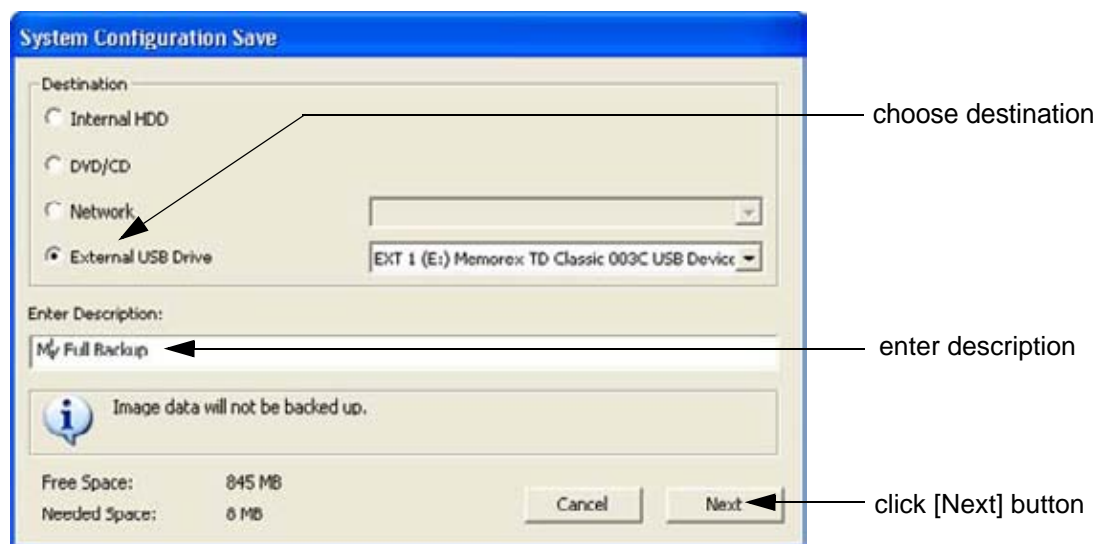 System Configuration Save
Destination
Internal HDD
choose destination
DVD/CD
Network
External USB Drive EXT 1 (E:) Memorex TD Classic 003C USB Device
Enter Description:
My Full Backup
enter description
Image data will not be backed up.
Free Space: 845 MB
Needed Space: 8 MB
Cancel Next
click [Next] button